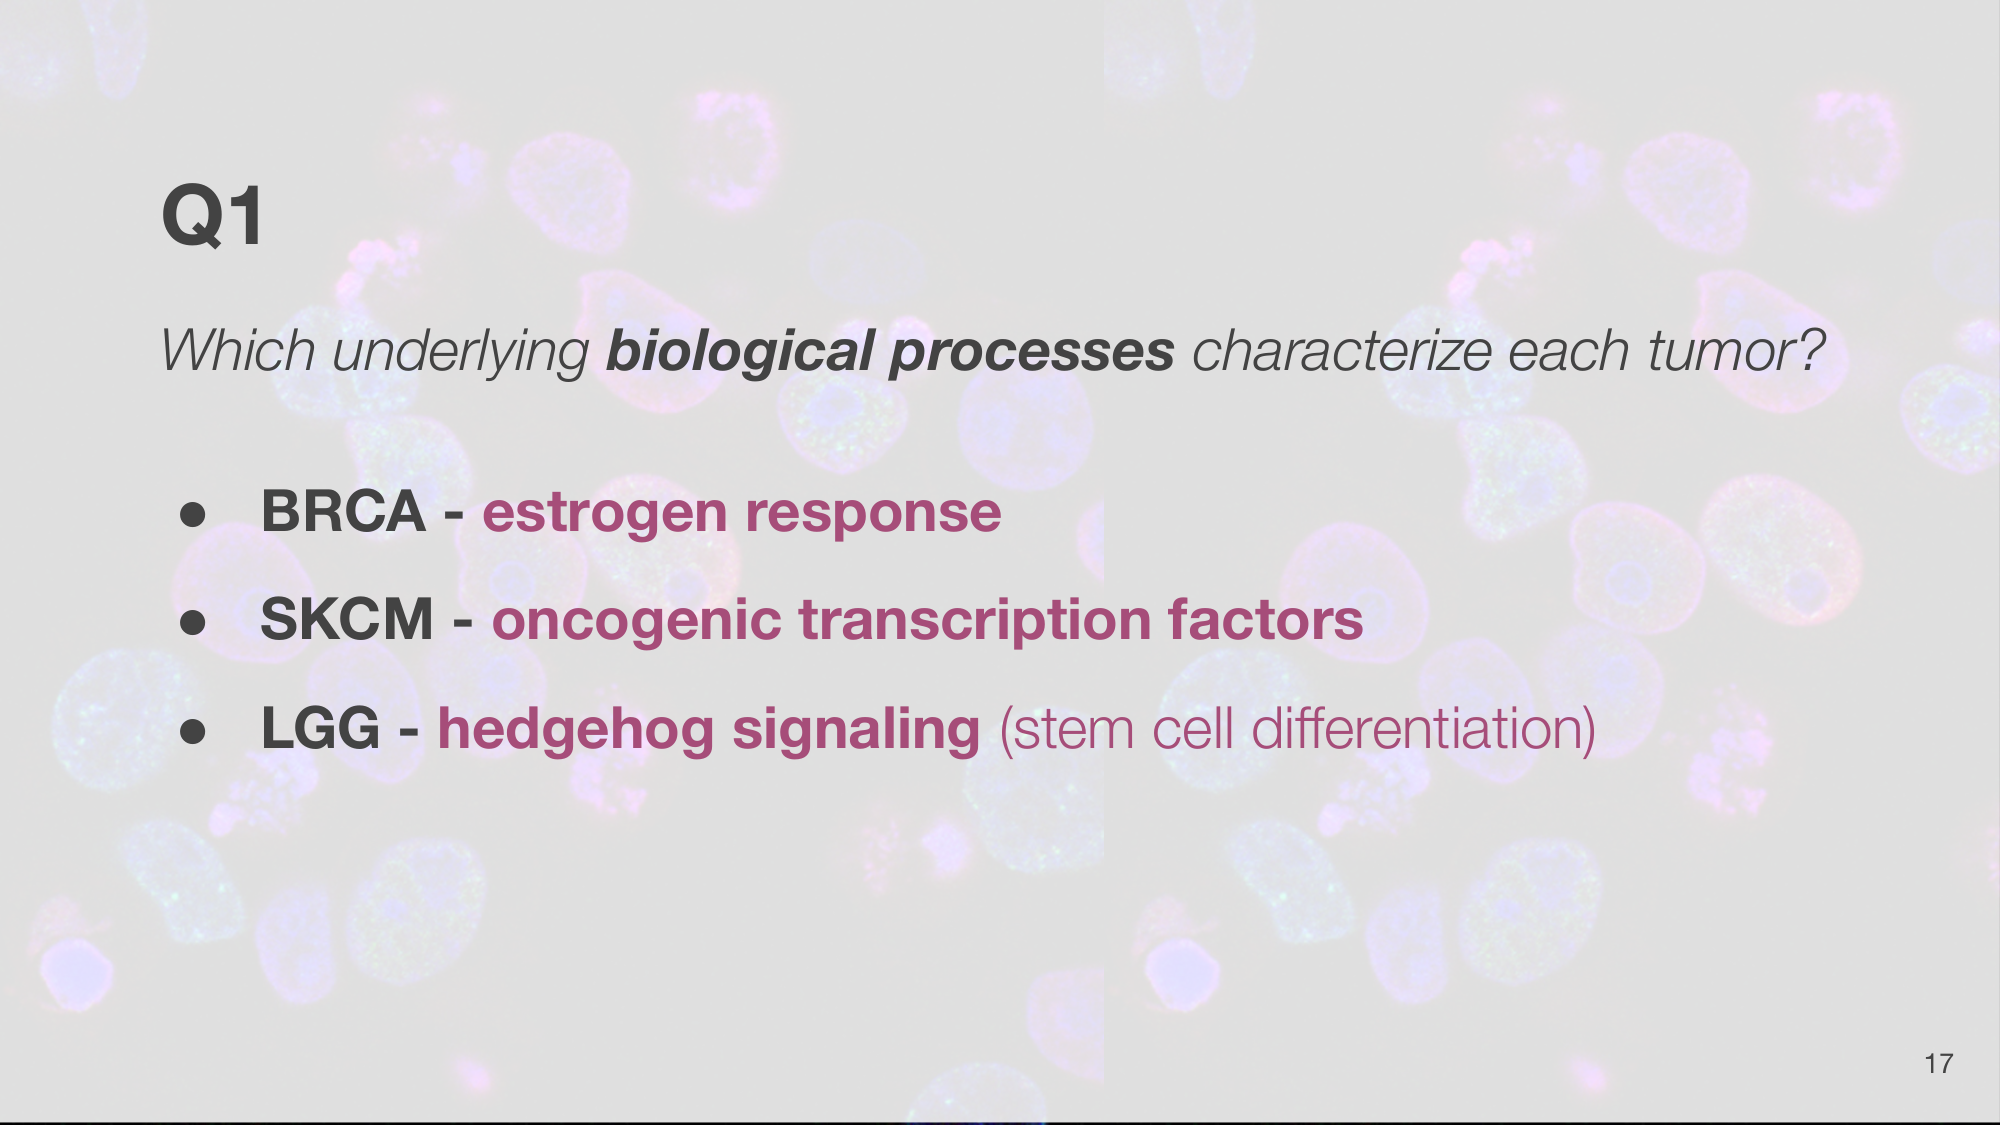 Q1
Which underlying biological processes characterize each tumor?
● BRCA - estrogen response
● SKCM - oncogenic transcription factors
● LGG - hedgehog signaling (stem cell differentiation)
17